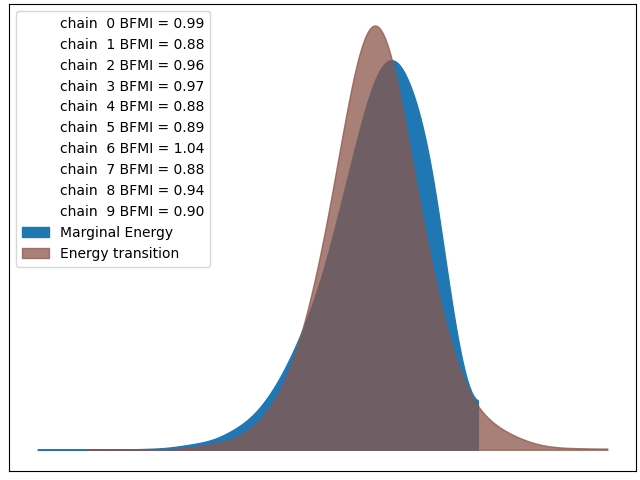 chain  0 BFMI = 0.99
chain  1 BFMI = 0.88
chain  2 BFMI = 0.96
chain  3 BFMI = 0.97
chain  4 BFMI = 0.88
chain  5 BFMI = 0.89
chain  6 BFMI = 1.04
chain  7 BFMI = 0.88
chain  8 BFMI = 0.94
chain  9 BFMI = 0.90
Marginal Energy
Energy transition